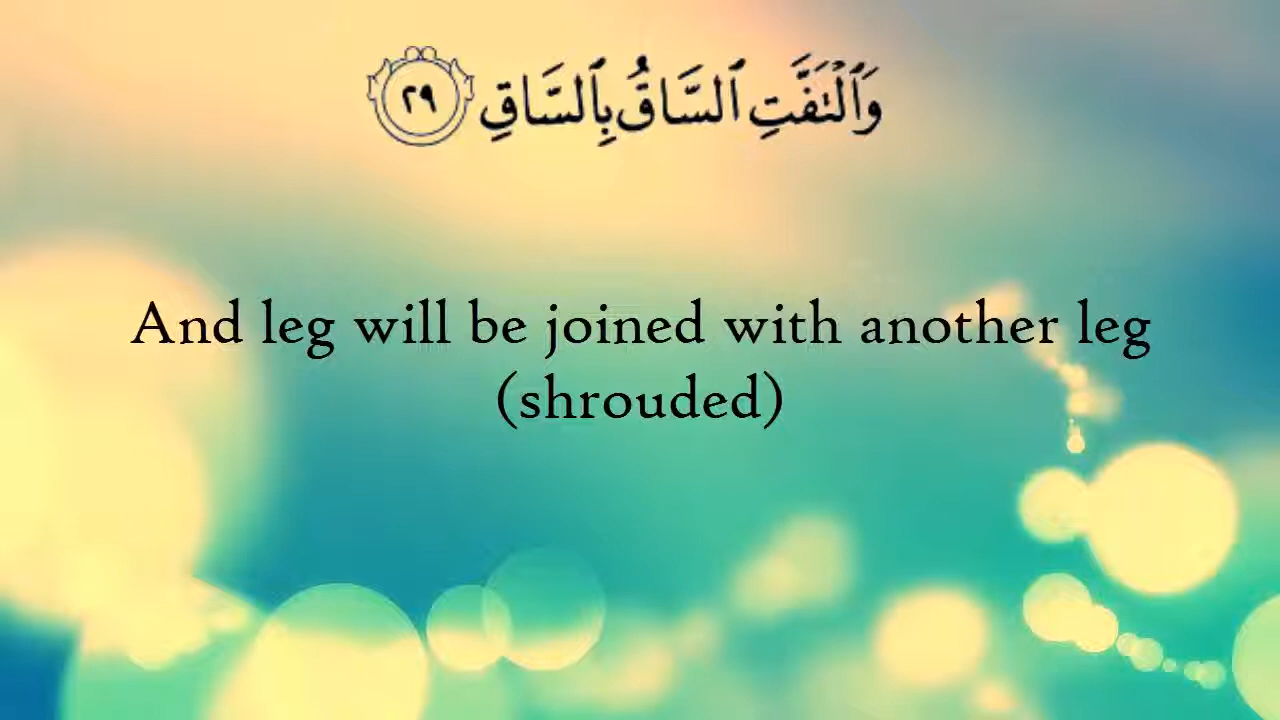 وَٱلْتَفَّتِ ٱلسَّاقُ بِٱلسَّاقِ ٢٩
And leg will be joined with another leg
(shrouded)